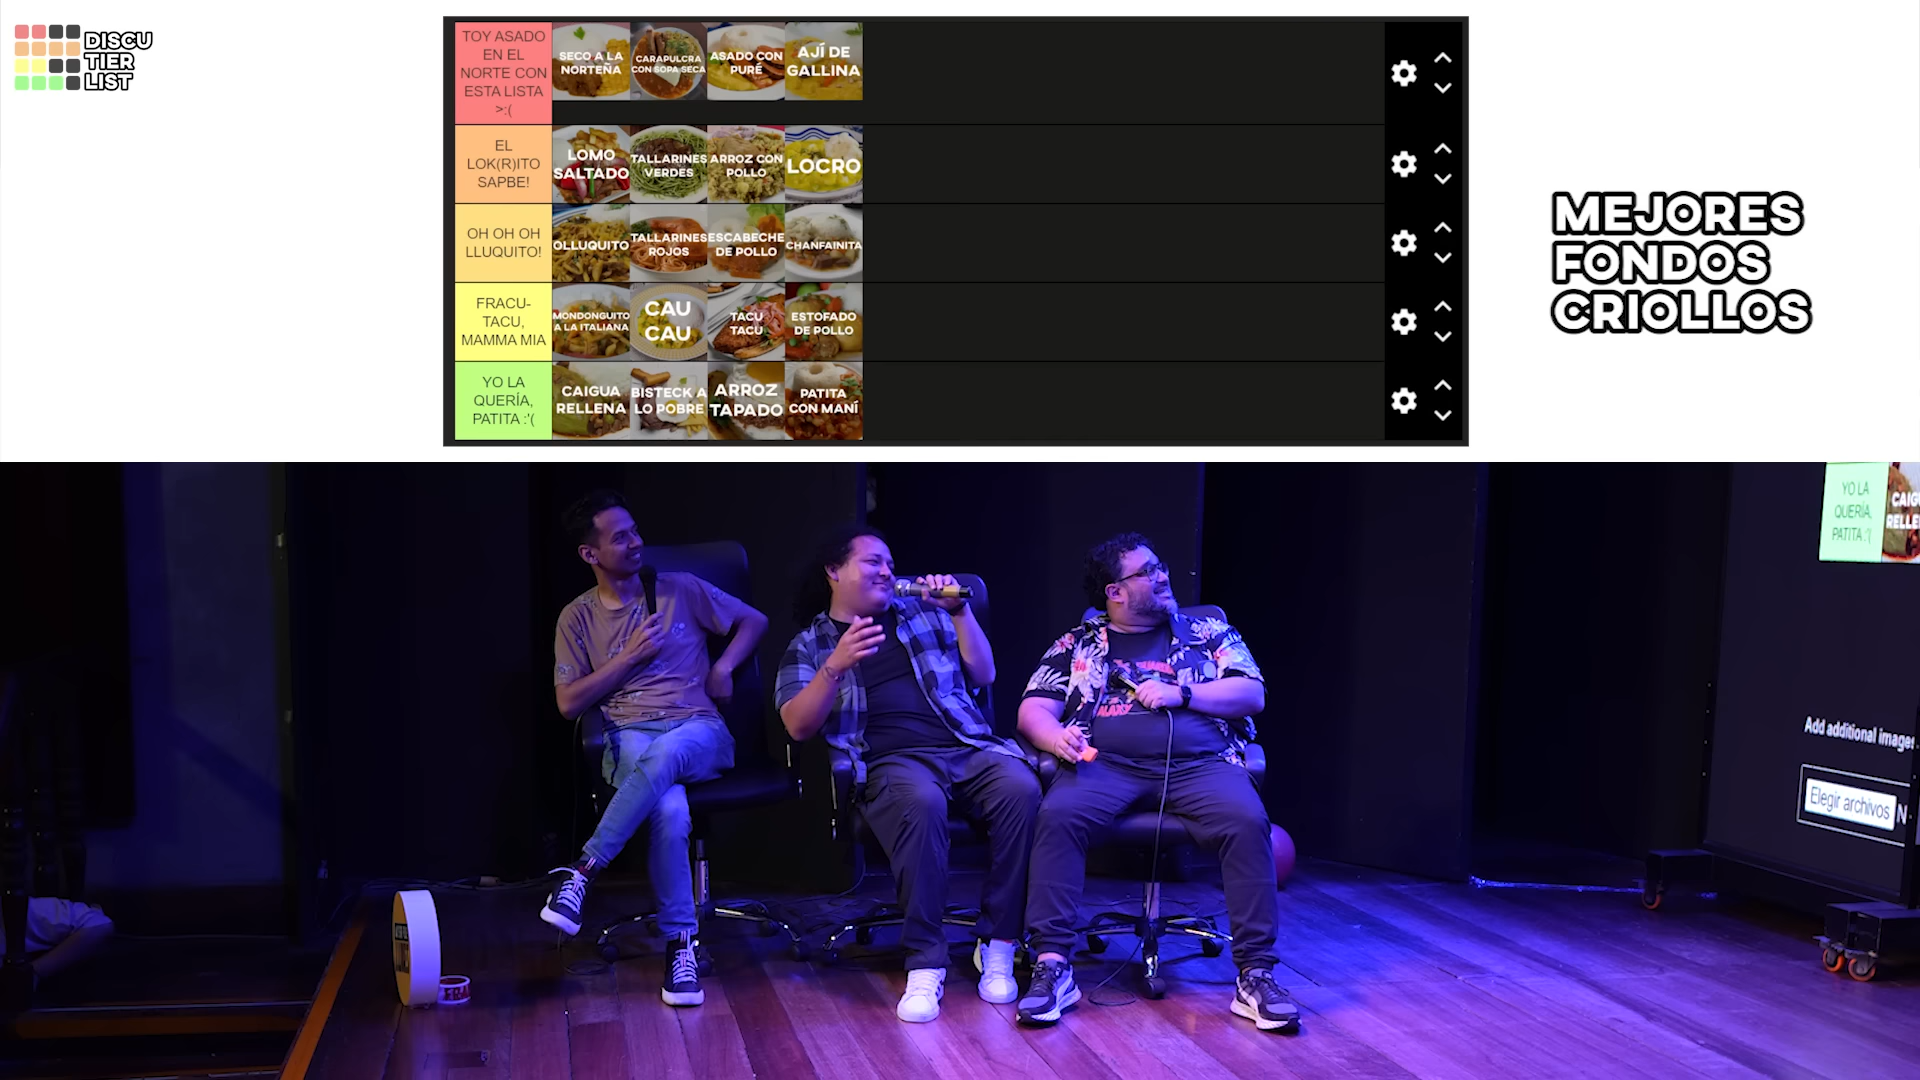 DISCU
TIER
LIST
TOY ASADO
EN EL
NORTE CON
ESTA LISTA
>:(
SECO A LA
NORTEÑA
CARAPULCRA
CON SOPA SECA
ASADO CON
PURÉ
AJÍ DE
GALLINA
EL
LOK(R)ITO
SAPBE!
LOMO
SALTADO
TALLARINES
VERDES
ARROZ CON
POLLO
LOCRO
OH OH OH
LLUQUITO!
OLLUQUITO
TALLARINES
ROJOS
ESCABECHE
DE POLLO
CHANFAINITA
FRACU-
TACU,
MAMMA MIA
MONDONGUITO
A LA ITALIANA
CAU
CAU
TACU
TACU
ESTOFADO
DE POLLO
YO LA
QUERÍA,
PATITA :'(
CAIGUA
RELLENA
BISTECK A
LO POBRE
ARROZ
TAPADO
PATITA
CON MANÍ
MEJORES
FONDOS
CRIOLLOS
YO LA
QUERÍA,
PATITA :'(
CAIG
RELLE
Add additional images
Elegir archivos N